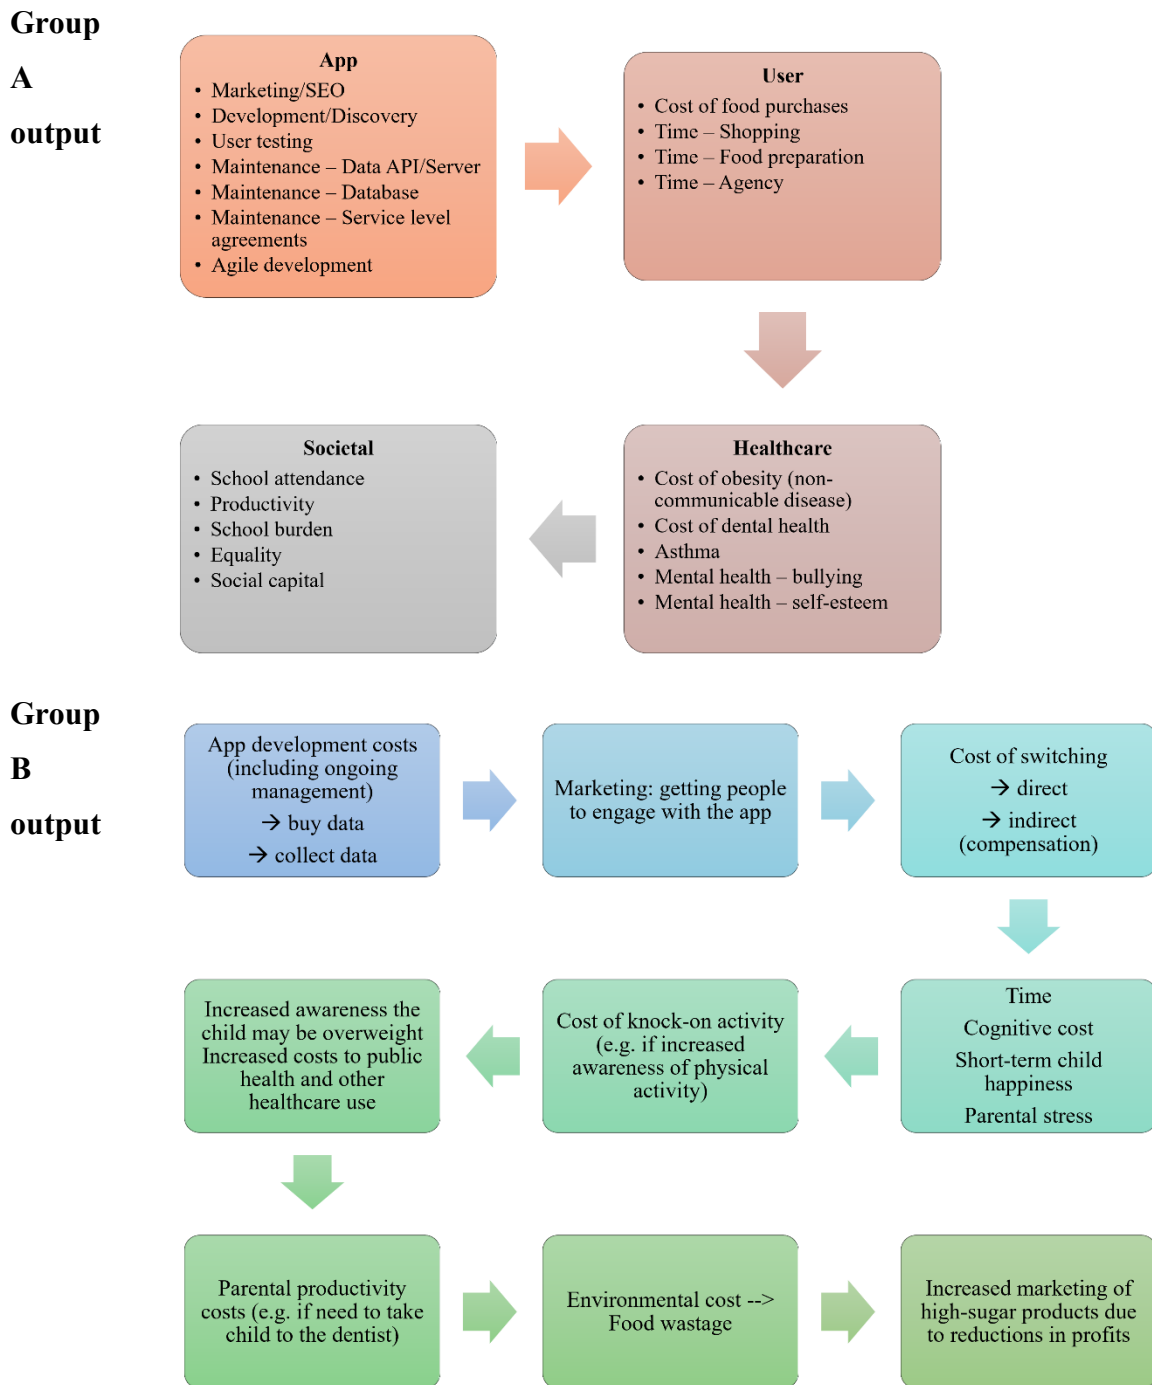 Group
A
output
App
• Marketing/SEO
• Development/Discovery
• User testing
• Maintenance – Data API/Server
• Maintenance – Database
• Maintenance – Service level
agreements
• Agile development
User
• Cost of food purchases
• Time – Shopping
• Time – Food preparation
• Time – Agency
Societal
• School attendance
• Productivity
• School burden
• Equality
• Social capital
Healthcare
• Cost of obesity (non-
communicable disease)
• Cost of dental health
• Asthma
• Mental health – bullying
• Mental health – self-esteem
Group
B
output
App development costs
(including ongoing
management)
→ buy data
→ collect data
Marketing: getting people
to engage with the app
Cost of switching
→ direct
→ indirect
(compensation)
Increased awareness the
child may be overweight
Increased costs to public
health and other
healthcare use
Cost of knock-on activity
(e.g. if increased
awareness of physical
activity)
Time
Cognitive cost
Short-term child
happiness
Parental stress
Parental productivity
costs (e.g. if need to take
child to the dentist)
Environmental cost -->
Food wastage
Increased marketing of
high-sugar products due
to reductions in profits